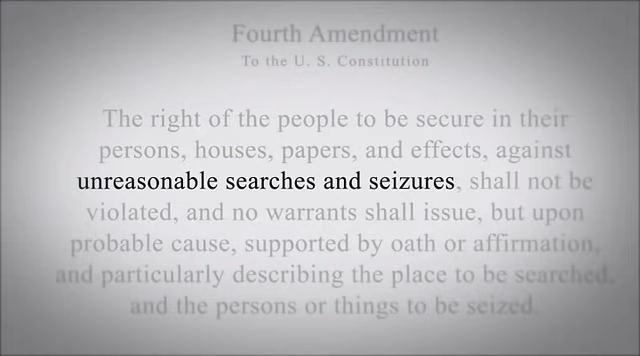 Fourth Amendment
To the U. S. Constitution
The right of the people to be secure in their
persons, houses, papers, and effects, against
unreasonable searches and seizures, shall not be
violated, and no warrants shall issue, but upon
probable cause, supported by oath or affirmation,
and particularly describing the place to be searched,
and the persons or things to be seized.